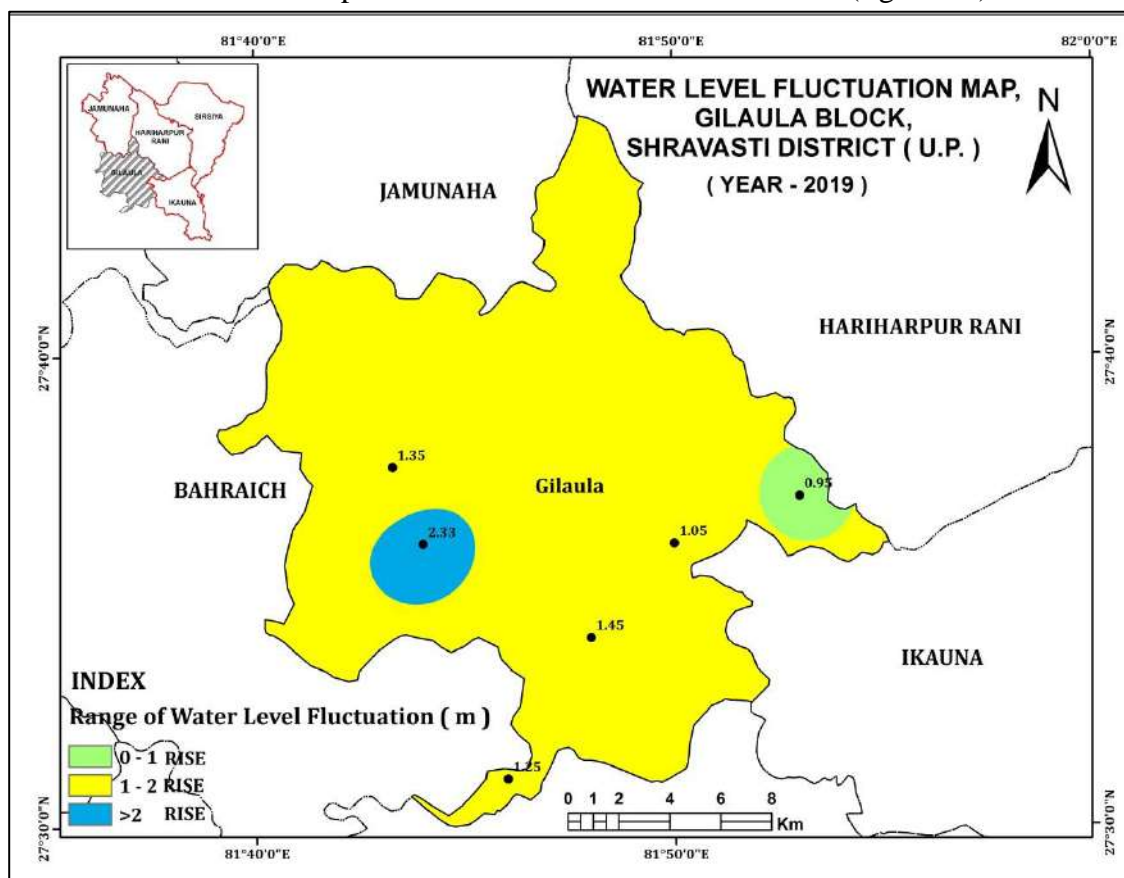 81°40'0"E
81°50'0"E
82°0'0"E
WATER LEVEL FLUCTUATION MAP,
GILAULA BLOCK,
SHRAVASTI DISTRICT ( U.P. )
( YEAR - 2019 )
N
JAMUNAHA
SIRSIYA
HARIHARPUR
RANI
GILAULA
IKAUNA
JAMUNAHA
HARIHARPUR RANI
27°40'0"N
27°40'0"N
1.35
BAHRAICH
Gilaula
0.95
2.33
1.05
1.45
IKAUNA
INDEX
Range of Water Level Fluctuation ( m )
0 - 1 RISE
1 - 2 RISE
>2 RISE
1.25
0 1 2 4 6 8
Km
27°30'0"N
27°30'0"N
81°40'0"E
81°50'0"E